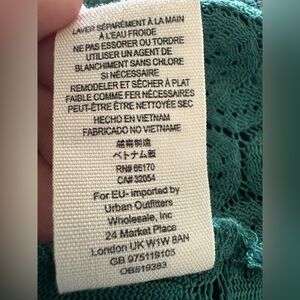 LAVER SÉPARÉMENT À LA MAIN
À L'EAU FROIDE
NE PAS ESSORER OU TORDRE
UTILISER UN AGENT DE
BLANCHIMENT SANS CHLORE
SI NÉCESSAIRE
REMODELER ET SÉCHER À PLAT
FAIBLE COMME FER NÉCESSAIRES
PEUT-ÊTRE ÊTRE NETTOYÉE SEC
HECHO EN VIETNAM
FABRICADO NO VIETNAME
越南制造
ベトナム製
RN# 66170
CA# 32054
For EU- imported by
Urban Outfitters
Wholesale, Inc
24 Market Place
London UK W1W 8AN
GB 975119105
OB519383